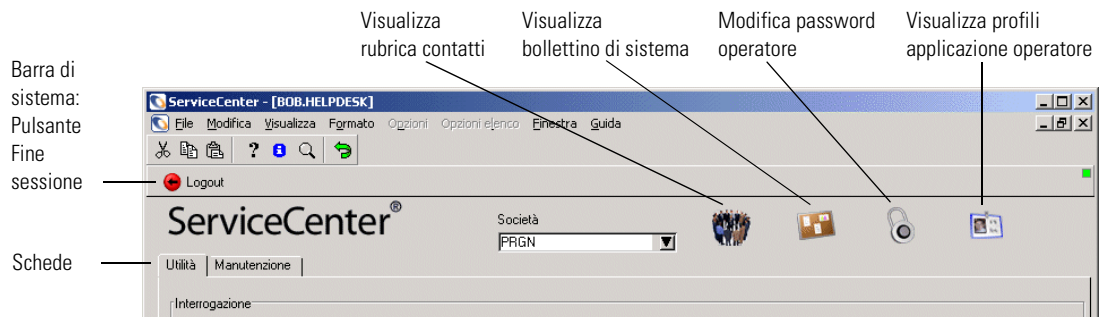 Visualizza
rubrica contatti
Visualizza
bollettino di sistema
Modifica password
operatore
Visualizza profili
applicazione operatore
Barra di
sistema:
Pulsante
Fine
sessione
ServiceCenter - [BOB.HELPDESK]
File Modifica Visualizza Formato Opzioni Opzioni elenco Finestra Guida
Logout
ServiceCenter®
Società
PRGN
Schede
Utilità Manutenzione
Interrogazione